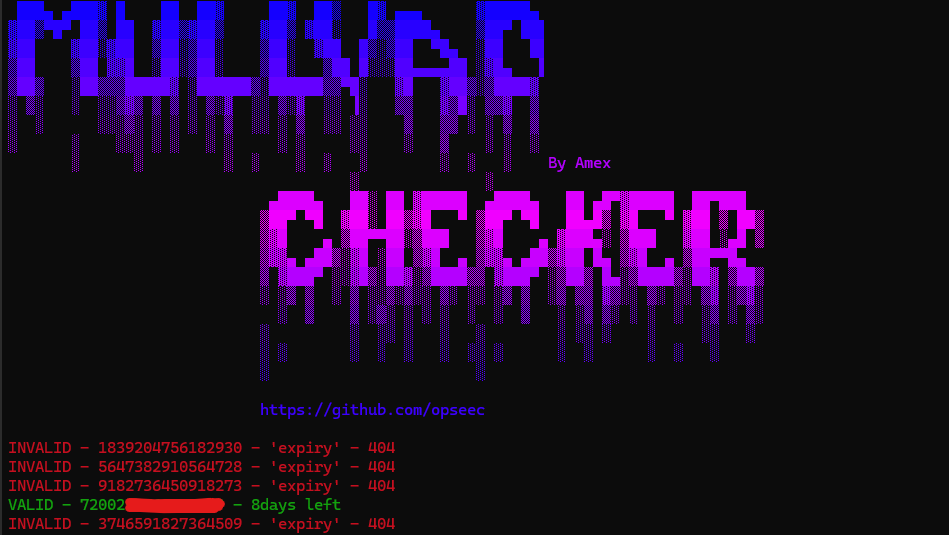 MULLVAD
By Amex
CHECKER
https://github.com/opseec
INVALID - 1839204756182930 - 'expiry' - 404
INVALID - 5647382910564728 - 'expiry' - 404
INVALID - 9182736450918273 - 'expiry' - 404
VALID - 72002 - 8days left
INVALID - 3746591827364509 - 'expiry' - 404